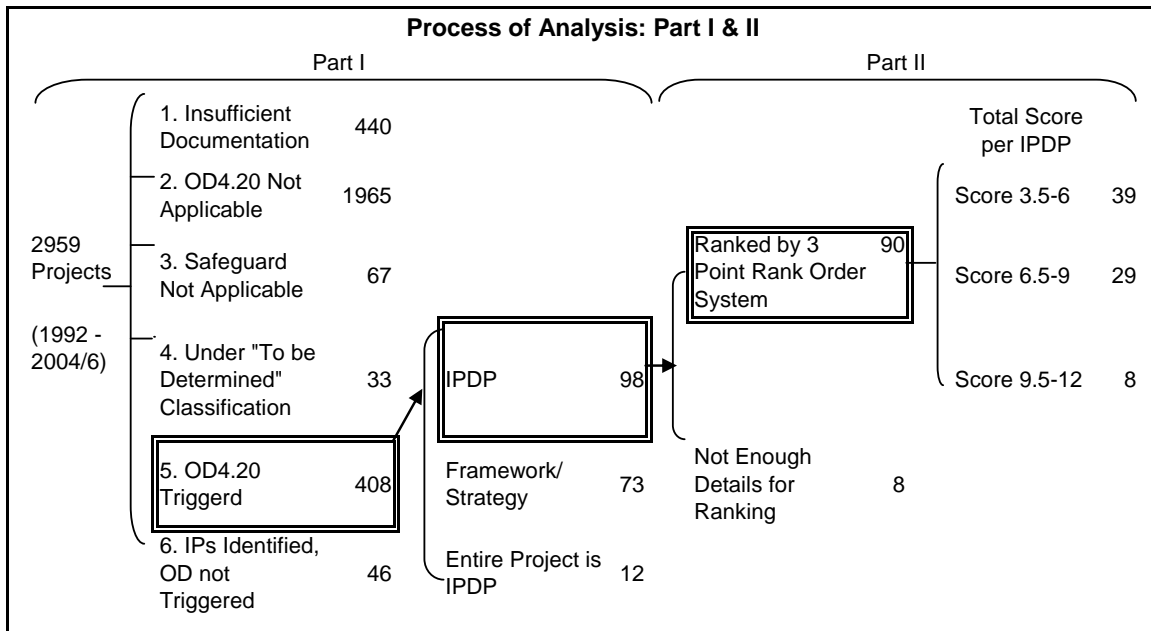 Process of Analysis: Part I & II
Part I
Part II
2959
Projects
(1992 -
2004/6)
1. Insufficient
Documentation 440
2. OD4.20 Not
Applicable 1965
3. Safeguard
Not Applicable 67
4. Under "To be
Determined" 33
Classification
5. OD4.20
Triggerd 408
6. IPs Identified,
OD not 46
Triggered
IPDP 98
Framework/
Strategy 73
Entire Project is
IPDP 12
Ranked by 3 90
Point Rank Order
System
Not Enough
Details for 8
Ranking
Total Score
per IPDP
Score 3.5-6 39
Score 6.5-9 29
Score 9.5-12 8